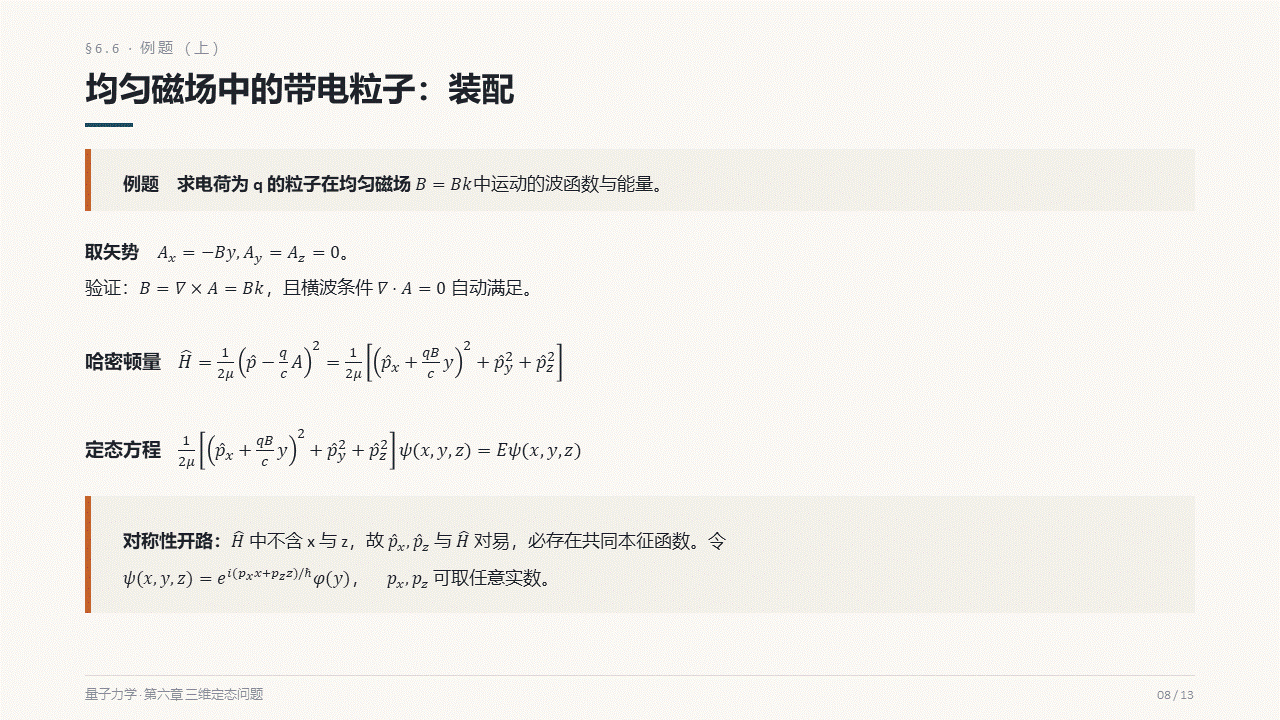 §6.6 · 例题（上）
均匀磁场中的带电粒子：装配
例题 求电荷为 q 的粒子在均匀磁场 B = Bk中运动的波函数与能量。
取矢势 A_x = −By, A_y = A_z = 0。
验证：B = ∇ × A = Bk，且横波条件 ∇ · A = 0 自动满足。
哈密顿量 Ĥ = 1/2μ (p̂ − q/c A)² = 1/2μ [(p̂_x + qB/c y)² + p̂_y² + p̂_z²]
定态方程 1/2μ [(p̂_x + qB/c y)² + p̂_y² + p̂_z²] ψ(x, y, z) = Eψ(x, y, z)
对称性开路：Ĥ 中不含 x 与 z，故 p̂_x, p̂_z 与 Ĥ 对易，必存在共同本征函数。令
ψ(x, y, z) = e^{i(p_x x+p_z z)/ℏ}φ(y)， p_x, p_z 可取任意实数。
量子力学 · 第六章 三维定态问题
08 / 13